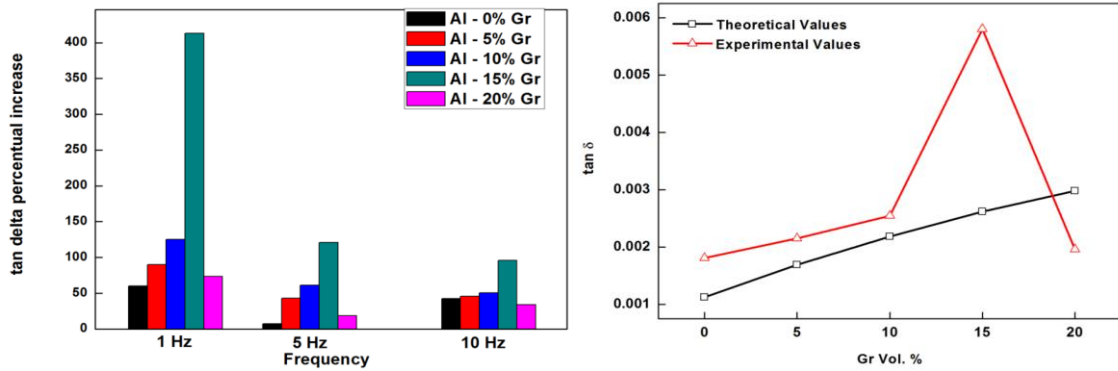 tan delta percentual increase
400
350
300
250
200
150
100
50
0
Al - 0% Gr
Al - 5% Gr
Al - 10% Gr
Al - 15% Gr
Al - 20% Gr
1 Hz
5 Hz
10 Hz
Frequency
tan δ
0.006
0.005
0.004
0.003
0.002
0.001
Theoretical Values
Experimental Values
0
5
10
15
20
Gr Vol. %